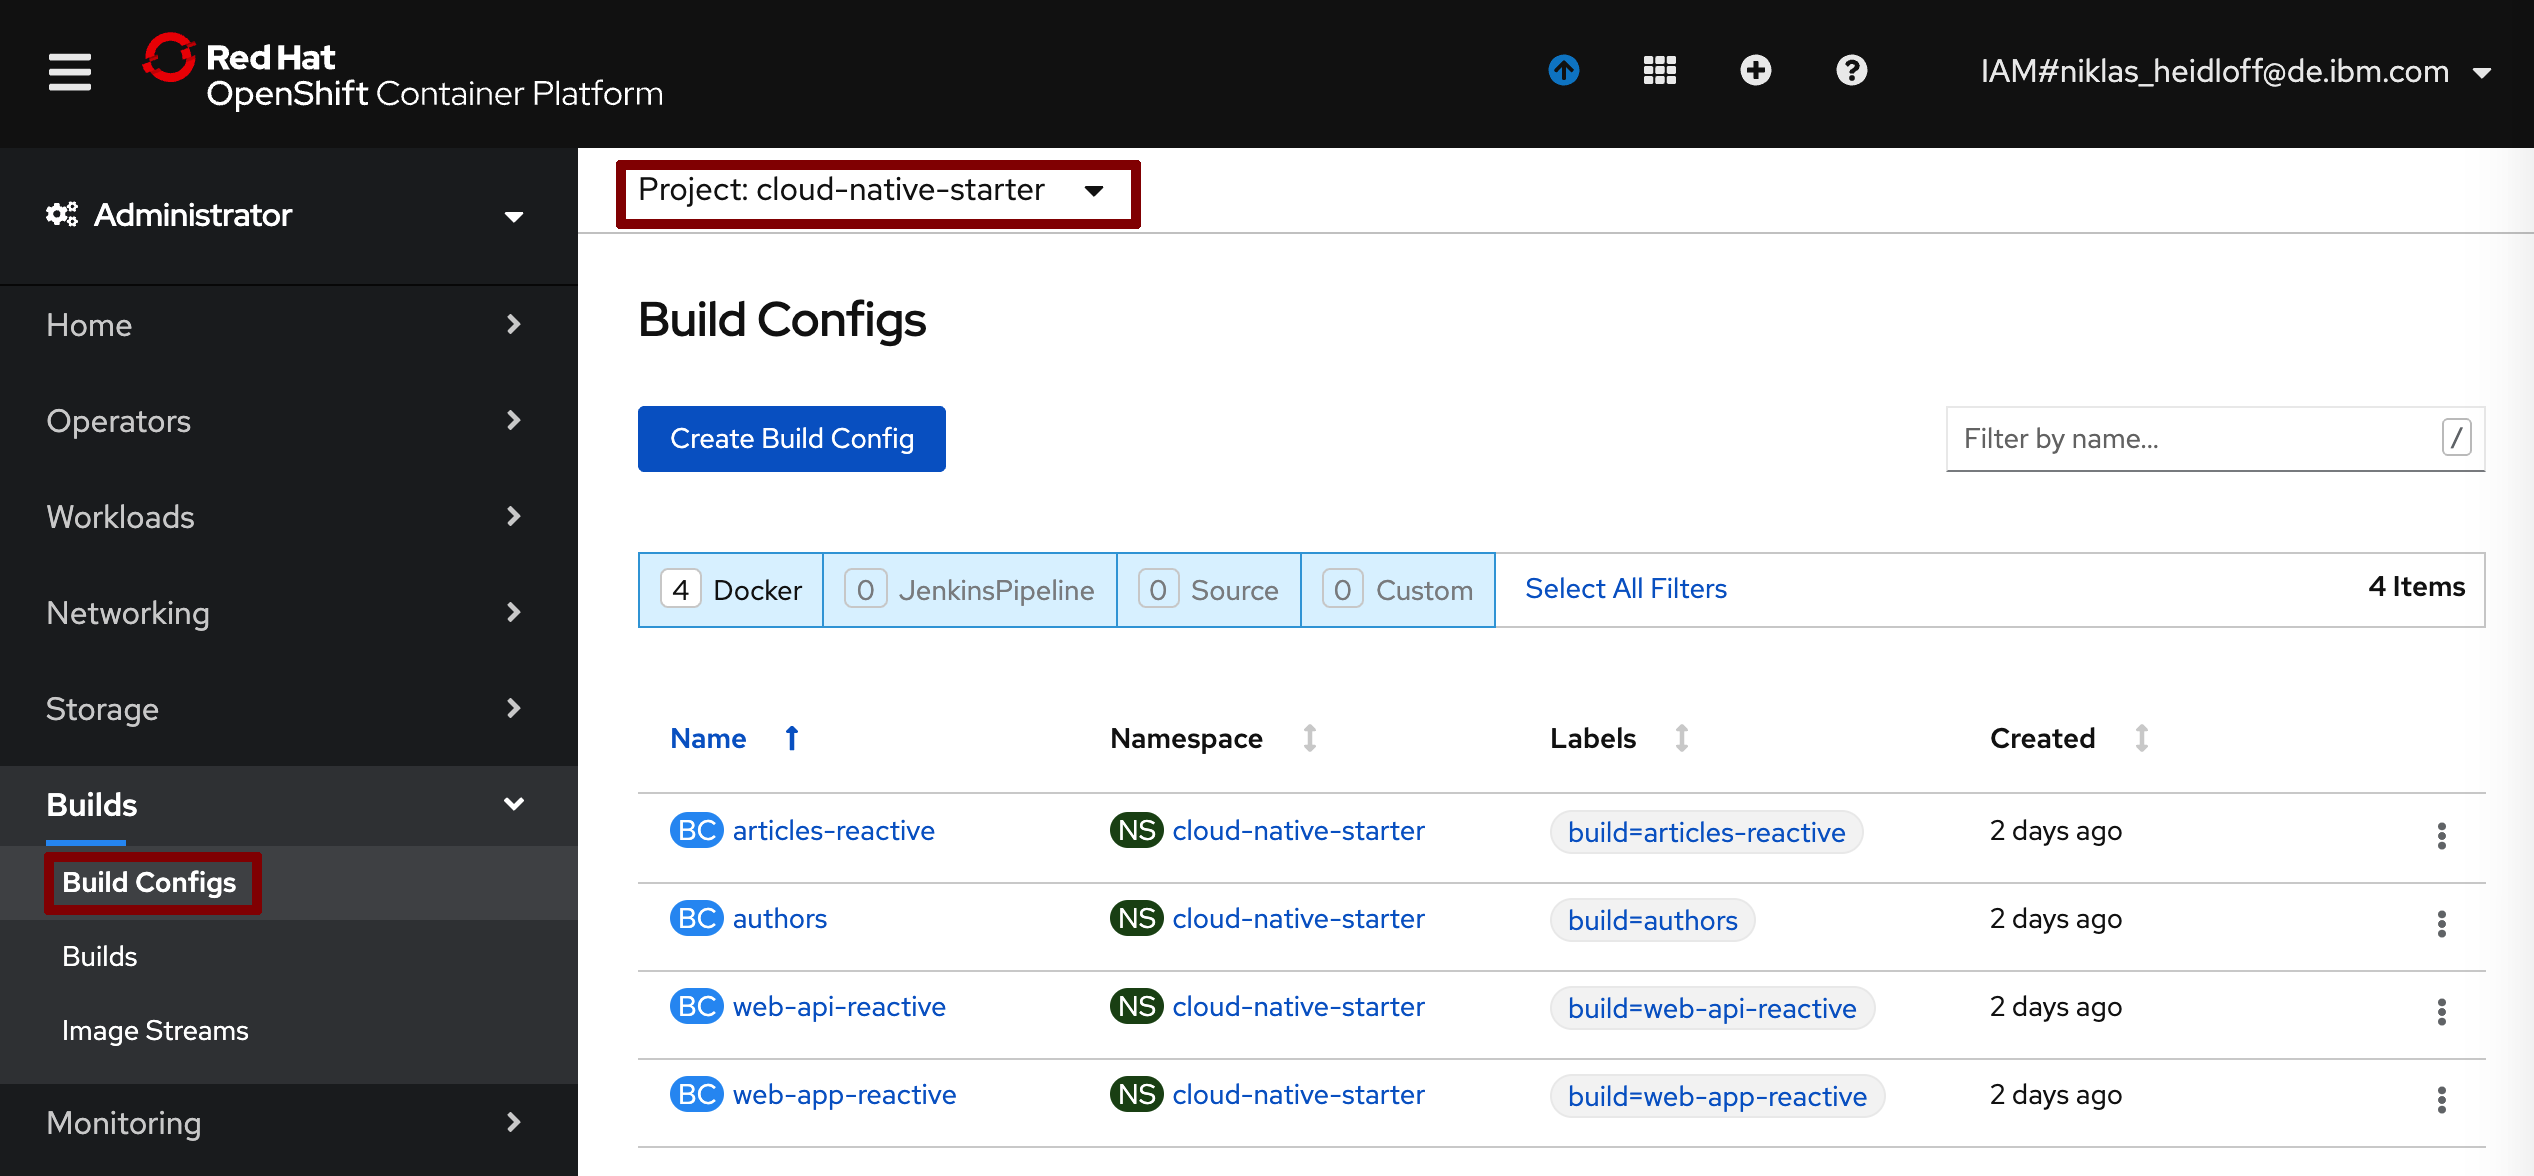 Red Hat
OpenShift Container Platform
IAM#niklas_heidloff@de.ibm.com
Administrator
Home
Operators
Workloads
Networking
Storage
Builds
Build Configs
Builds
Image Streams
Monitoring
Project: cloud-native-starter
Build Configs
Create Build Config
Filter by name... /
4 Docker 0 JenkinsPipeline 0 Source 0 Custom Select All Filters 4 Items
Name Namespace Labels Created
BC articles-reactive NS cloud-native-starter build=articles-reactive 2 days ago
BC authors NS cloud-native-starter build=authors 2 days ago
BC web-api-reactive NS cloud-native-starter build=web-api-reactive 2 days ago
BC web-app-reactive NS cloud-native-starter build=web-app-reactive 2 days ago